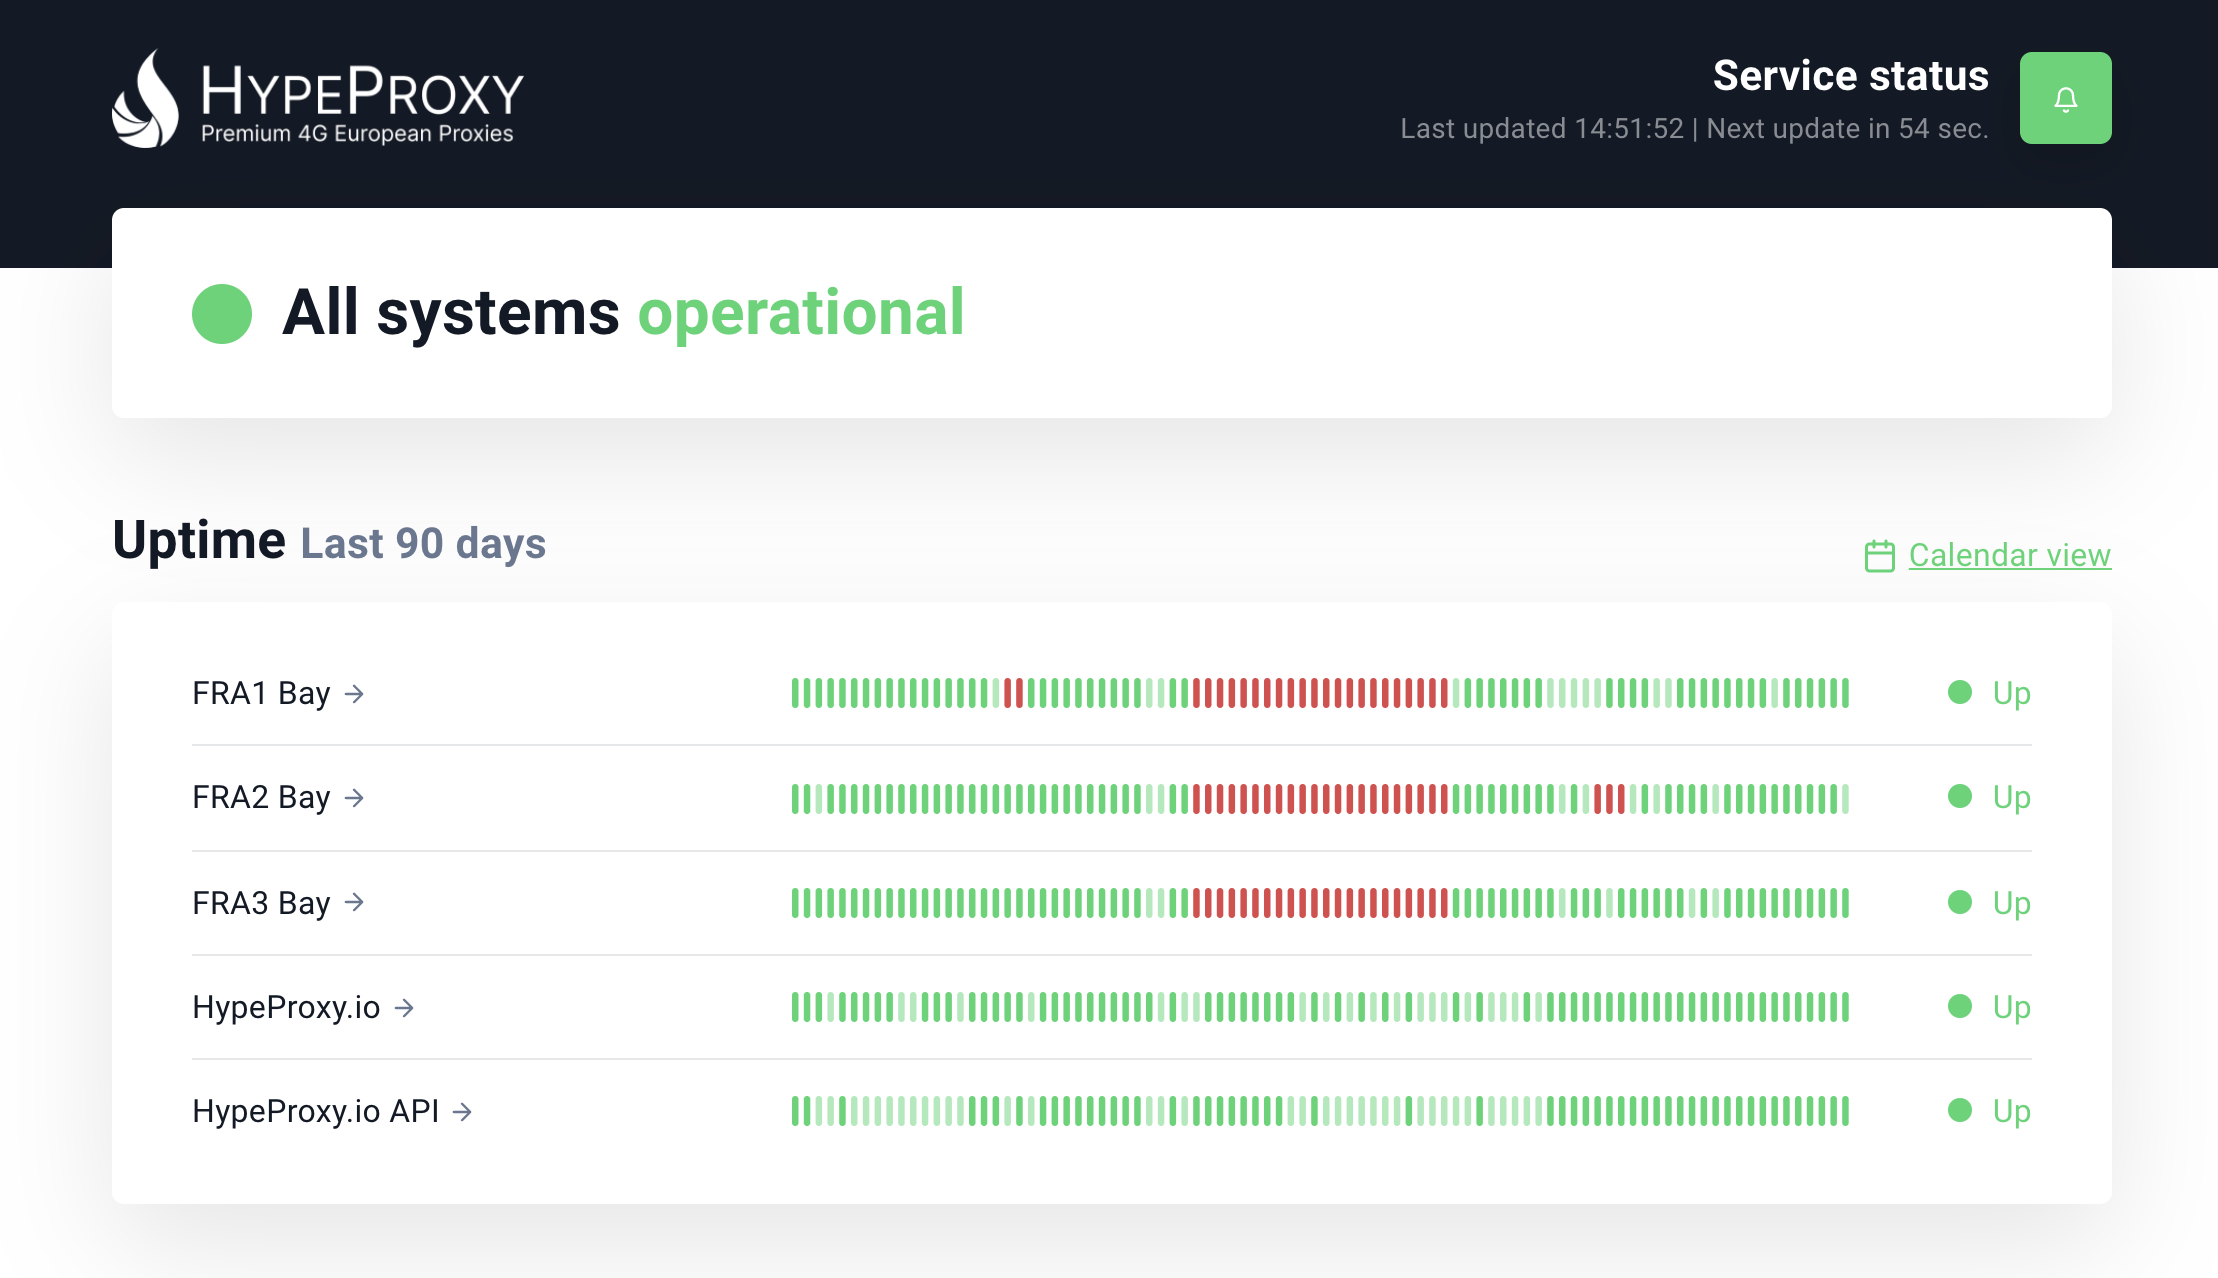 HYPEPROXY
Premium 4G European Proxies
Service status
Last updated 14:51:52 | Next update in 54 sec.
All systems operational
Uptime Last 90 days
Calendar view
FRA1 Bay → Up
FRA2 Bay → Up
FRA3 Bay → Up
HypeProxy.io → Up
HypeProxy.io API → Up